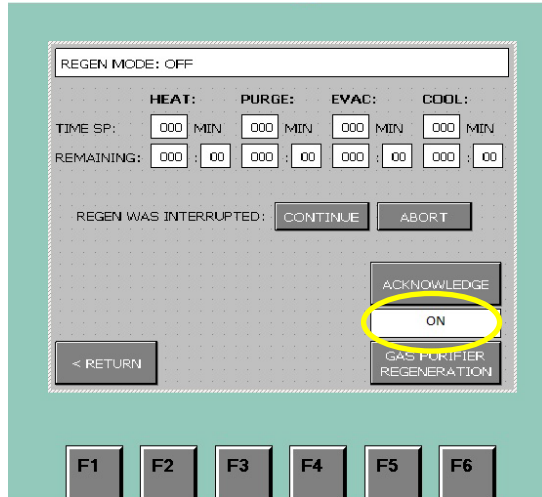 REGEN MODE: OFF
HEAT: PURGE: EVAC: COOL:
TIME SP: 000 MIN 000 MIN 000 MIN 000 MIN
REMAINING: 000 : 00 000 : 00 000 : 00 000 : 00
REGEN WAS INTERRUPTED: CONTINUE ABORT
ACKNOWLEDGE
ON
< RETURN
GAS PURIFIER
REGENERATION
F1 F2 F3 F4 F5 F6